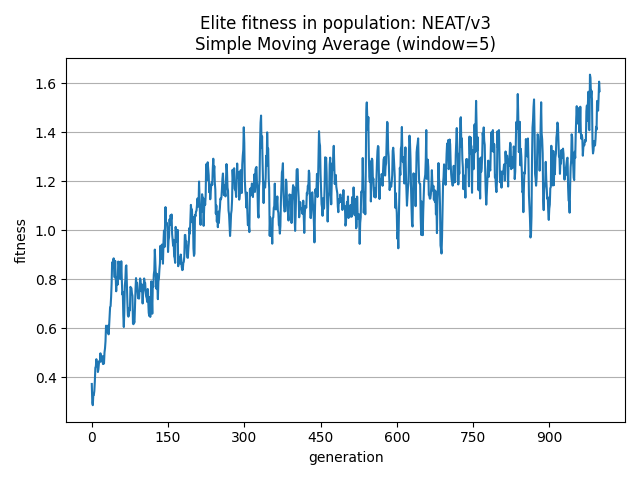 Elite fitness in population: NEAT/v3
Simple Moving Average (window=5)
1.6
1.4
1.2
1.0
0.8
0.6
0.4
fitness
0 150 300 450 600 750 900
generation